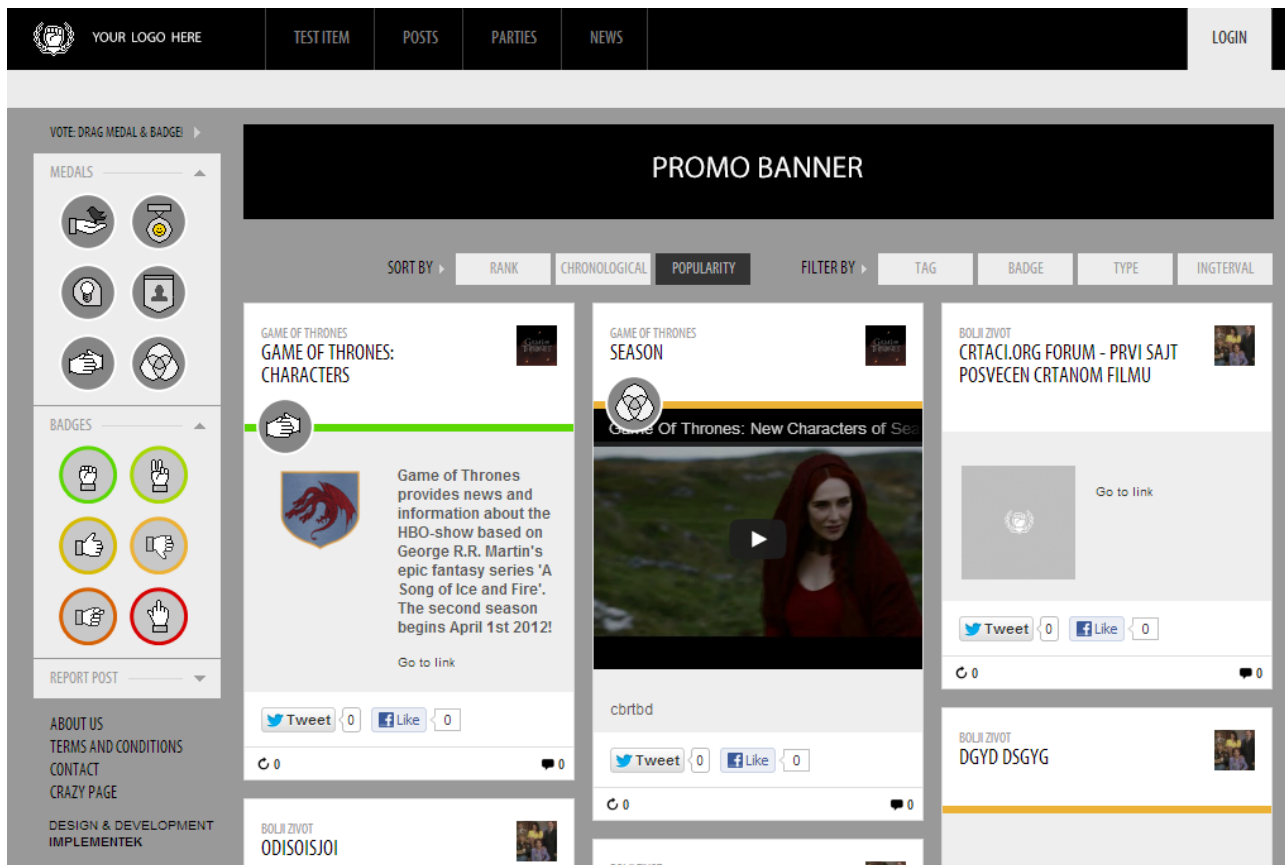 YOUR LOGO HERE
TEST ITEM
POSTS
PARTIES
NEWS
LOGIN
VOTE: DRAG MEDAL & BADGE!
MEDALS
BADGES
REPORT POST
ABOUT US
TERMS AND CONDITIONS
CONTACT
CRAZY PAGE
DESIGN & DEVELOPMENT
IMPLEMENTEK
PROMO BANNER
SORT BY
RANK
CHRONOLOGICAL
POPULARITY
FILTER BY
TAG
BADGE
TYPE
INGTERVAL
GAME OF THRONES
GAME OF THRONES:
CHARACTERS
Game of Thrones
provides news and
information about the
HBO-show based on
George R.R. Martin's
epic fantasy series 'A
Song of Ice and Fire'.
The second season
begins April 1st 2012!
Go to link
Tweet 0 Like 0
0 0
BOLJI ZIVOT
ODISOISJOI
GAME OF THRONES
SEASON
Of Thrones: New Characters of Sea
cbrtbd
Tweet 0 Like 0
0 0
BOLJI ZIVOT
CRTACI.ORG FORUM - PRVI SAJT
POSVECEN CRTANOM FILMU
Go to link
Tweet 0 Like 0
0 0
BOLJI ZIVOT
DGYD DSGYG